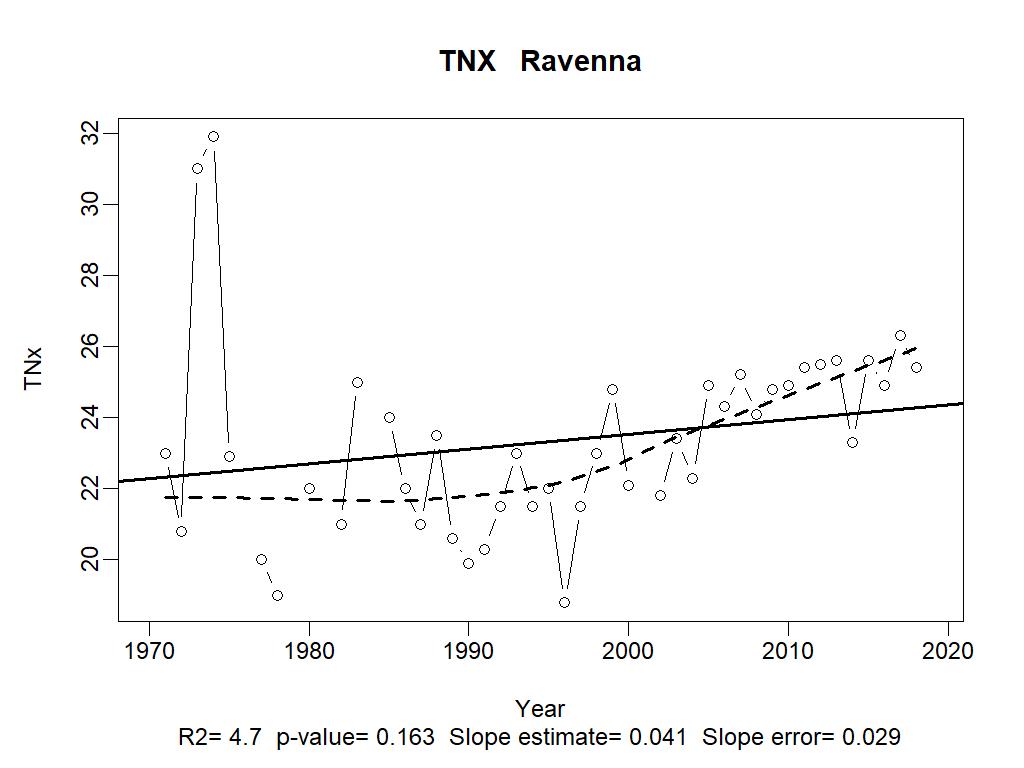 TNX Ravenna
32
30
28
26
24
22
20
TNx
1970 1980 1990 2000 2010 2020
Year
R2= 4.7 p-value= 0.163 Slope estimate= 0.041 Slope error= 0.029